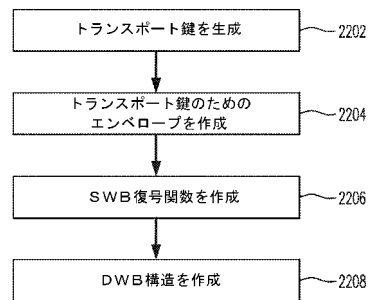 トランスポート鍵を生成
2202
トランスポート鍵のための
エンベロープを作成
2204
SWB復号関数を作成
2206
DWB構造を作成
2208